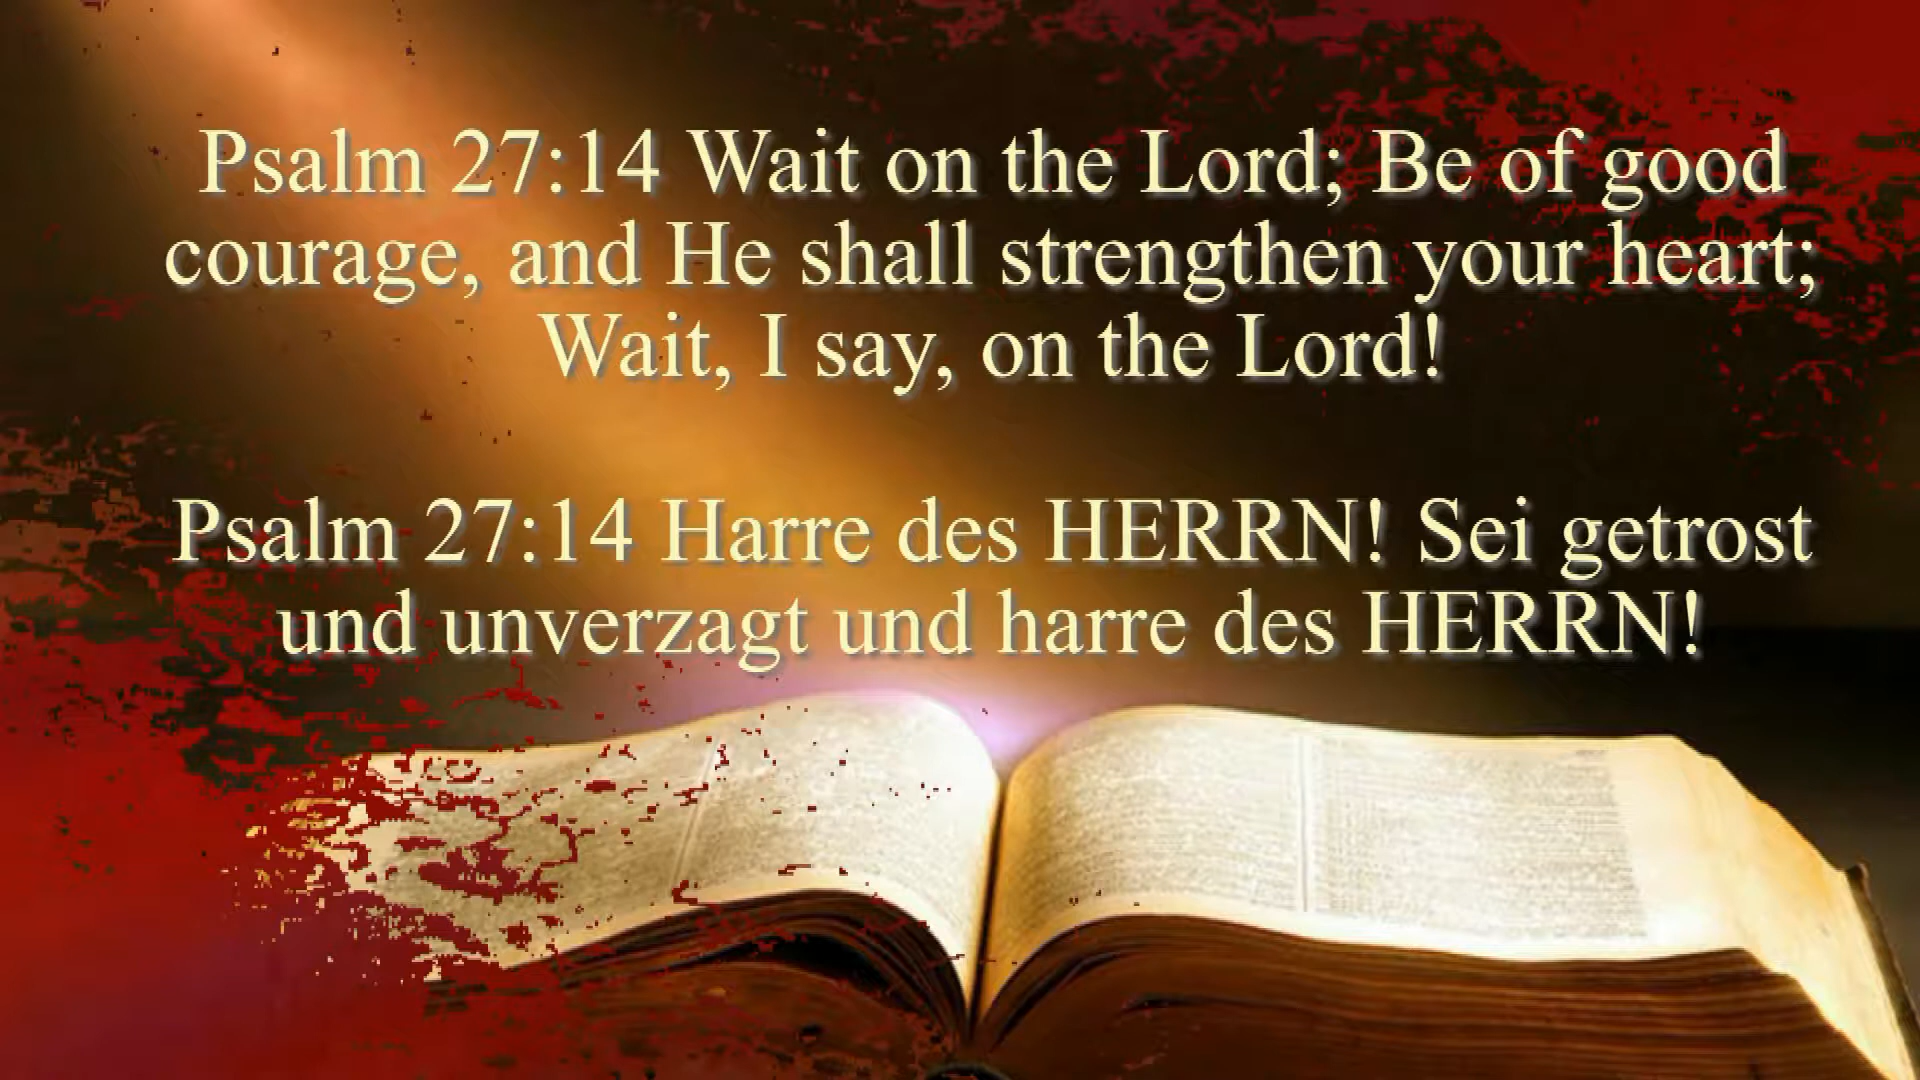 Psalm 27:14 Wait on the Lord; Be of good
courage, and He shall strengthen your heart;
Wait, I say, on the Lord!
Psalm 27:14 Harre des HERRN! Sei getrost
und unverzagt und harre des HERRN!